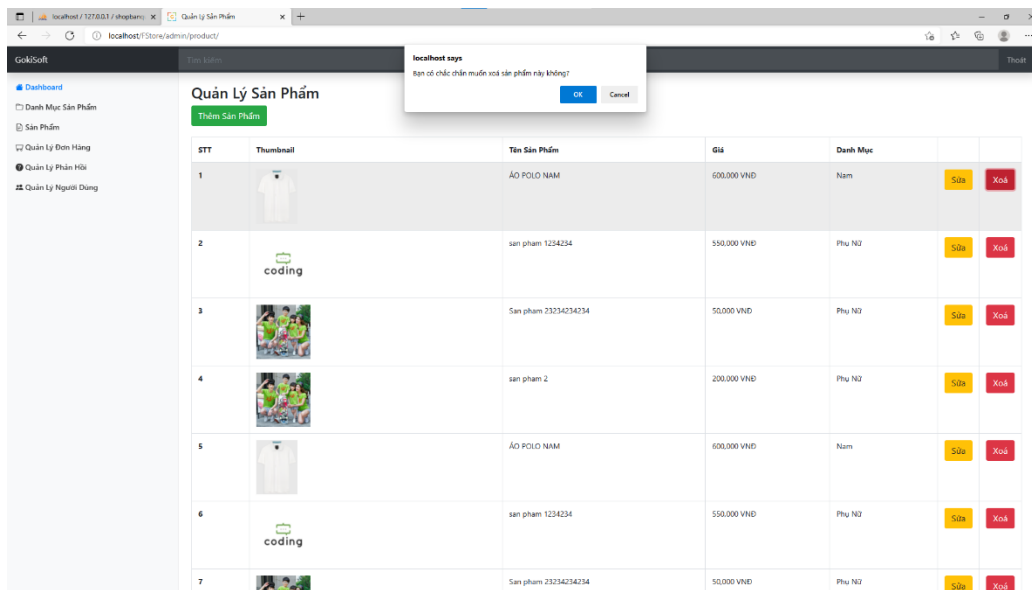 localhost / 127.0.0.1 / shopbang
Quản Lý Sản Phẩm
localhost/FStore/admin/product/
GokiSoft
Tìm kiếm
Thoát
localhost says
Bạn có chắc chắn muốn xoá sản phẩm này không?
OK
Cancel
Dashboard
Danh Mục Sản Phẩm
Sản Phẩm
Quản Lý Đơn Hàng
Quản Lý Phản Hồi
Quản Lý Người Dùng
Quản Lý Sản Phẩm
Thêm Sản Phẩm
STT Thumbnail Tên Sản Phẩm Giá Danh Mục
1 ÁO POLO NAM 600,000 VNĐ Nam Sửa Xoá
2 coding san pham 1234234 550,000 VNĐ Phụ Nữ Sửa Xoá
3 San pham 23234234234 50,000 VNĐ Phụ Nữ Sửa Xoá
4 san pham 2 200,000 VNĐ Phụ Nữ Sửa Xoá
5 ÁO POLO NAM 600,000 VNĐ Nam Sửa Xoá
6 coding san pham 1234234 550,000 VNĐ Phụ Nữ Sửa Xoá
7 San pham 23234234234 50,000 VNĐ Phụ Nữ Sửa Xoá